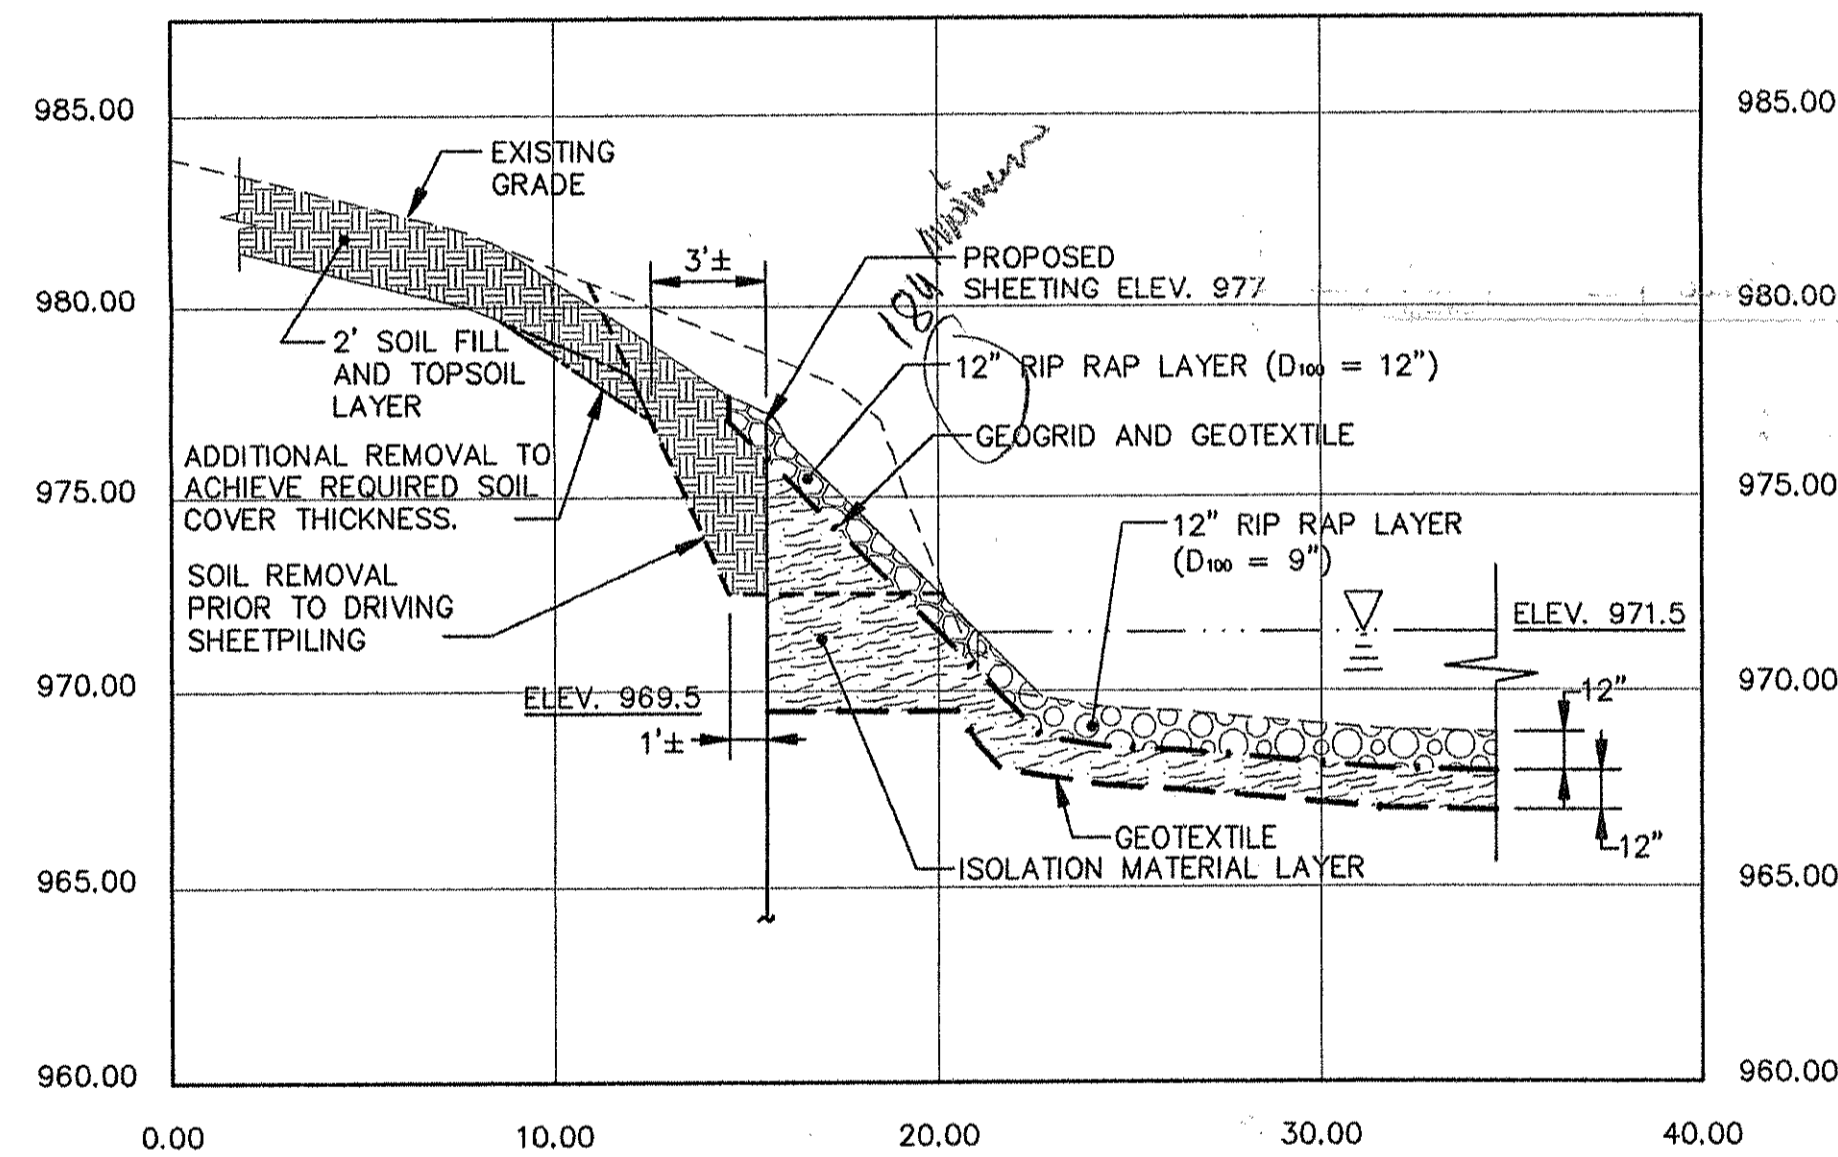 985.00
985.00
EXISTING
GRADE
3'±
PROPOSED
SHEETING ELEV. 977
980.00
980.00
2' SOIL FILL
AND TOPSOIL
LAYER
12" RIP RAP LAYER (D₁₀₀ = 12")
GEOGRID AND GEOTEXTILE
ADDITIONAL REMOVAL TO
ACHIEVE REQUIRED SOIL
COVER THICKNESS.
975.00
975.00
12" RIP RAP LAYER
(D₁₀₀ = 9")
SOIL REMOVAL
PRIOR TO DRIVING
SHEETPILING
ELEV. 971.5
970.00
970.00
ELEV. 969.5
12"
1'±
GEOTEXTILE
12"
ISOLATION MATERIAL LAYER
965.00
965.00
960.00
960.00
0.00
10.00
20.00
30.00
40.00